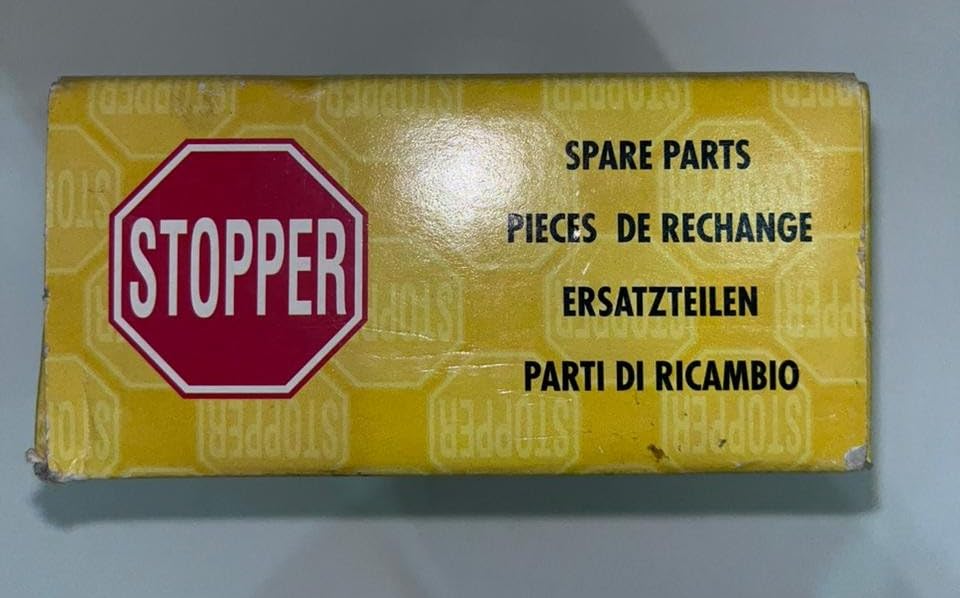 STOPPER
SPARE PARTS
PIECES DE RECHANGE
ERSATZTEILEN
PARTI DI RICAMBIO